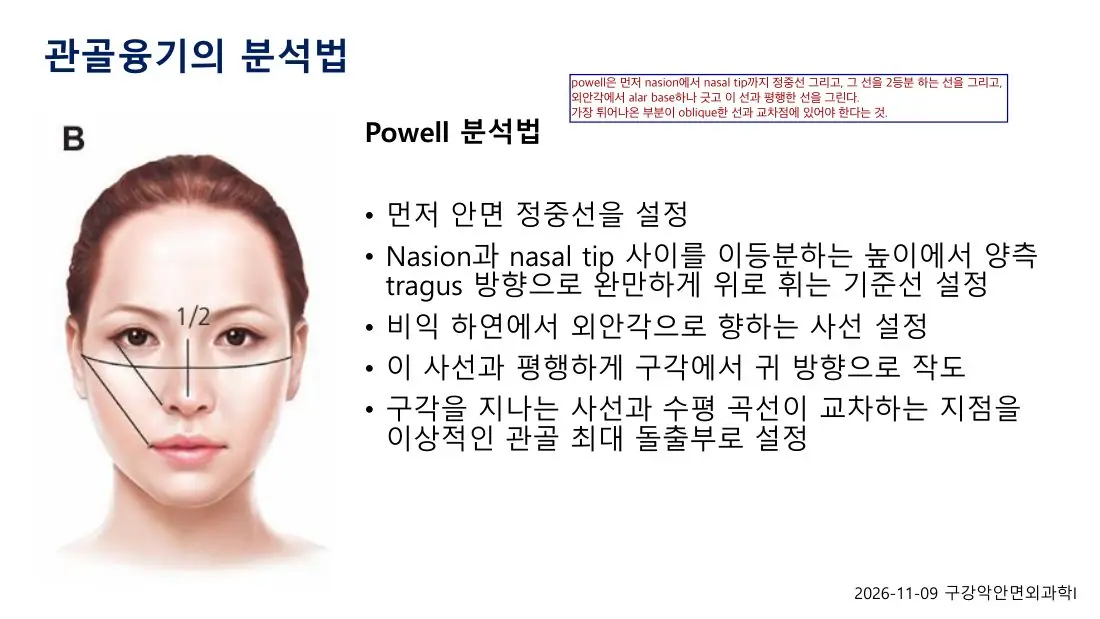 관골융기의 분석법
powell은 먼저 nasion에서 nasal tip까지 정중선 그리고, 그 선을 2등분 하는 선을 그리고,
외안각에서 alar base하나 긋고 이 선과 평행한 선을 그린다.
가장 튀어나온 부분이 oblique한 선과 교차점에 있어야 한다는 것.
B
Powell 분석법
• 먼저 안면 정중선을 설정
• Nasion과 nasal tip 사이를 이등분하는 높이에서 양측
tragus 방향으로 완만하게 위로 휘는 기준선 설정
• 비익 하연에서 외안각으로 향하는 사선 설정
• 이 사선과 평행하게 구각에서 귀 방향으로 작도
• 구각을 지나는 사선과 수평 곡선이 교차하는 지점을
이상적인 관골 최대 돌출부로 설정
1/2
2026-11-09 구강악안면외과학I